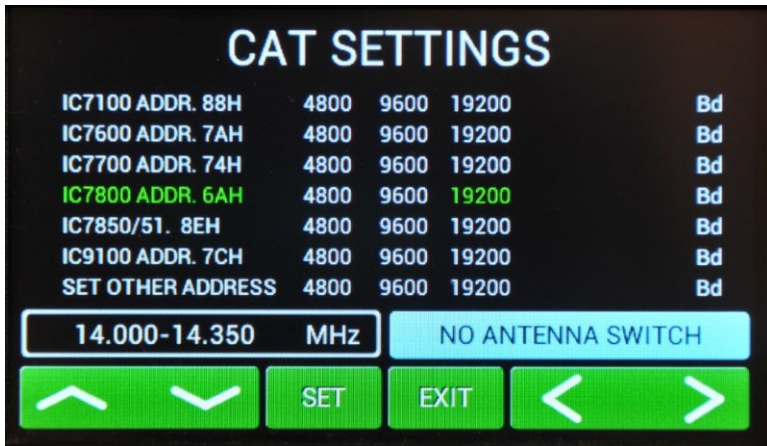 CAT SETTINGS
IC7100 ADDR. 88H 4800 9600 19200 Bd
IC7600 ADDR. 7AH 4800 9600 19200 Bd
IC7700 ADDR. 74H 4800 9600 19200 Bd
IC7800 ADDR. 6AH 4800 9600 19200 Bd
IC7850/51. 8EH 4800 9600 19200 Bd
IC9100 ADDR. 7CH 4800 9600 19200 Bd
SET OTHER ADDRESS 4800 9600 19200 Bd
14.000-14.350 MHz NO ANTENNA SWITCH
SET EXIT